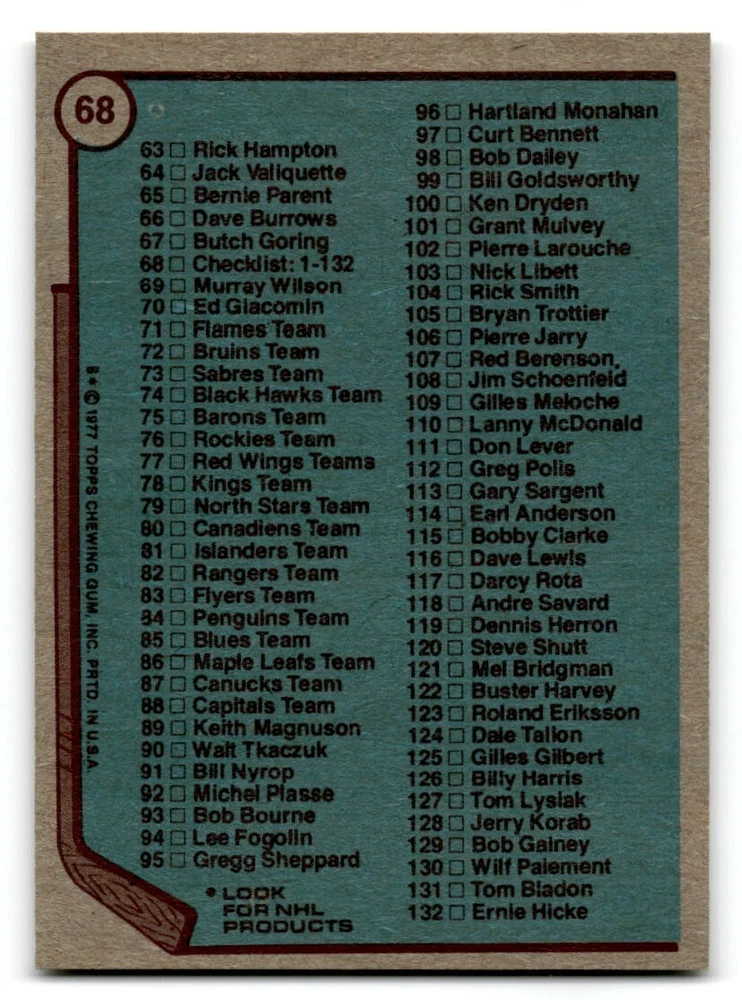 68
63 □ Rick Hampton
64 □ Jack Valiquette
65 □ Bernie Parent
66 □ Dave Burrows
67 □ Butch Goring
68 □ Checklist: 1-132
69 □ Murray Wilson
70 □ Ed Giacomin
71 □ Flames Team
72 □ Bruins Team
73 □ Sabres Team
74 □ Black Hawks Team
75 □ Barons Team
76 □ Rockies Team
77 □ Red Wings Teams
78 □ Kings Team
79 □ North Stars Team
80 □ Canadiens Team
81 □ Islanders Team
82 □ Rangers Team
83 □ Flyers Team
84 □ Penguins Team
85 □ Blues Team
86 □ Maple Leafs Team
87 □ Canucks Team
88 □ Capitals Team
89 □ Keith Magnuson
90 □ Walt Tkaczuk
91 □ Bill Nyrop
92 □ Michel Plasse
93 □ Bob Bourne
94 □ Lee Fogolin
95 □ Gregg Sheppard
• LOOK
FOR NHL
PRODUCTS
96 □ Hartland Monahan
97 □ Curt Bennett
98 □ Bob Dailey
99 □ Bill Goldsworthy
100 □ Ken Dryden
101 □ Grant Mulvey
102 □ Pierre Larouche
103 □ Nick Libett
104 □ Rick Smith
105 □ Bryan Trottier
106 □ Pierre Jarry
107 □ Red Berenson
108 □ Jim Schoenfeld
109 □ Gilles Meloche
110 □ Lanny McDonald
111 □ Don Lever
112 □ Greg Polis
113 □ Gary Sargent
114 □ Earl Anderson
115 □ Bobby Clarke
116 □ Dave Lewis
117 □ Darcy Rota
118 □ Andre Savard
119 □ Dennis Herron
120 □ Steve Shutt
121 □ Mel Bridgman
122 □ Buster Harvey
123 □ Roland Eriksson
124 □ Dale Tallon
125 □ Gilles Gilbert
126 □ Billy Harris
127 □ Tom Lysiak
128 □ Jerry Korab
129 □ Bob Gainey
130 □ Wilf Paiement
131 □ Tom Bladon
132 □ Ernie Hicke
B * © 1977 TOPPS CHEWING GUM, INC. PRTD. IN U.S.A.